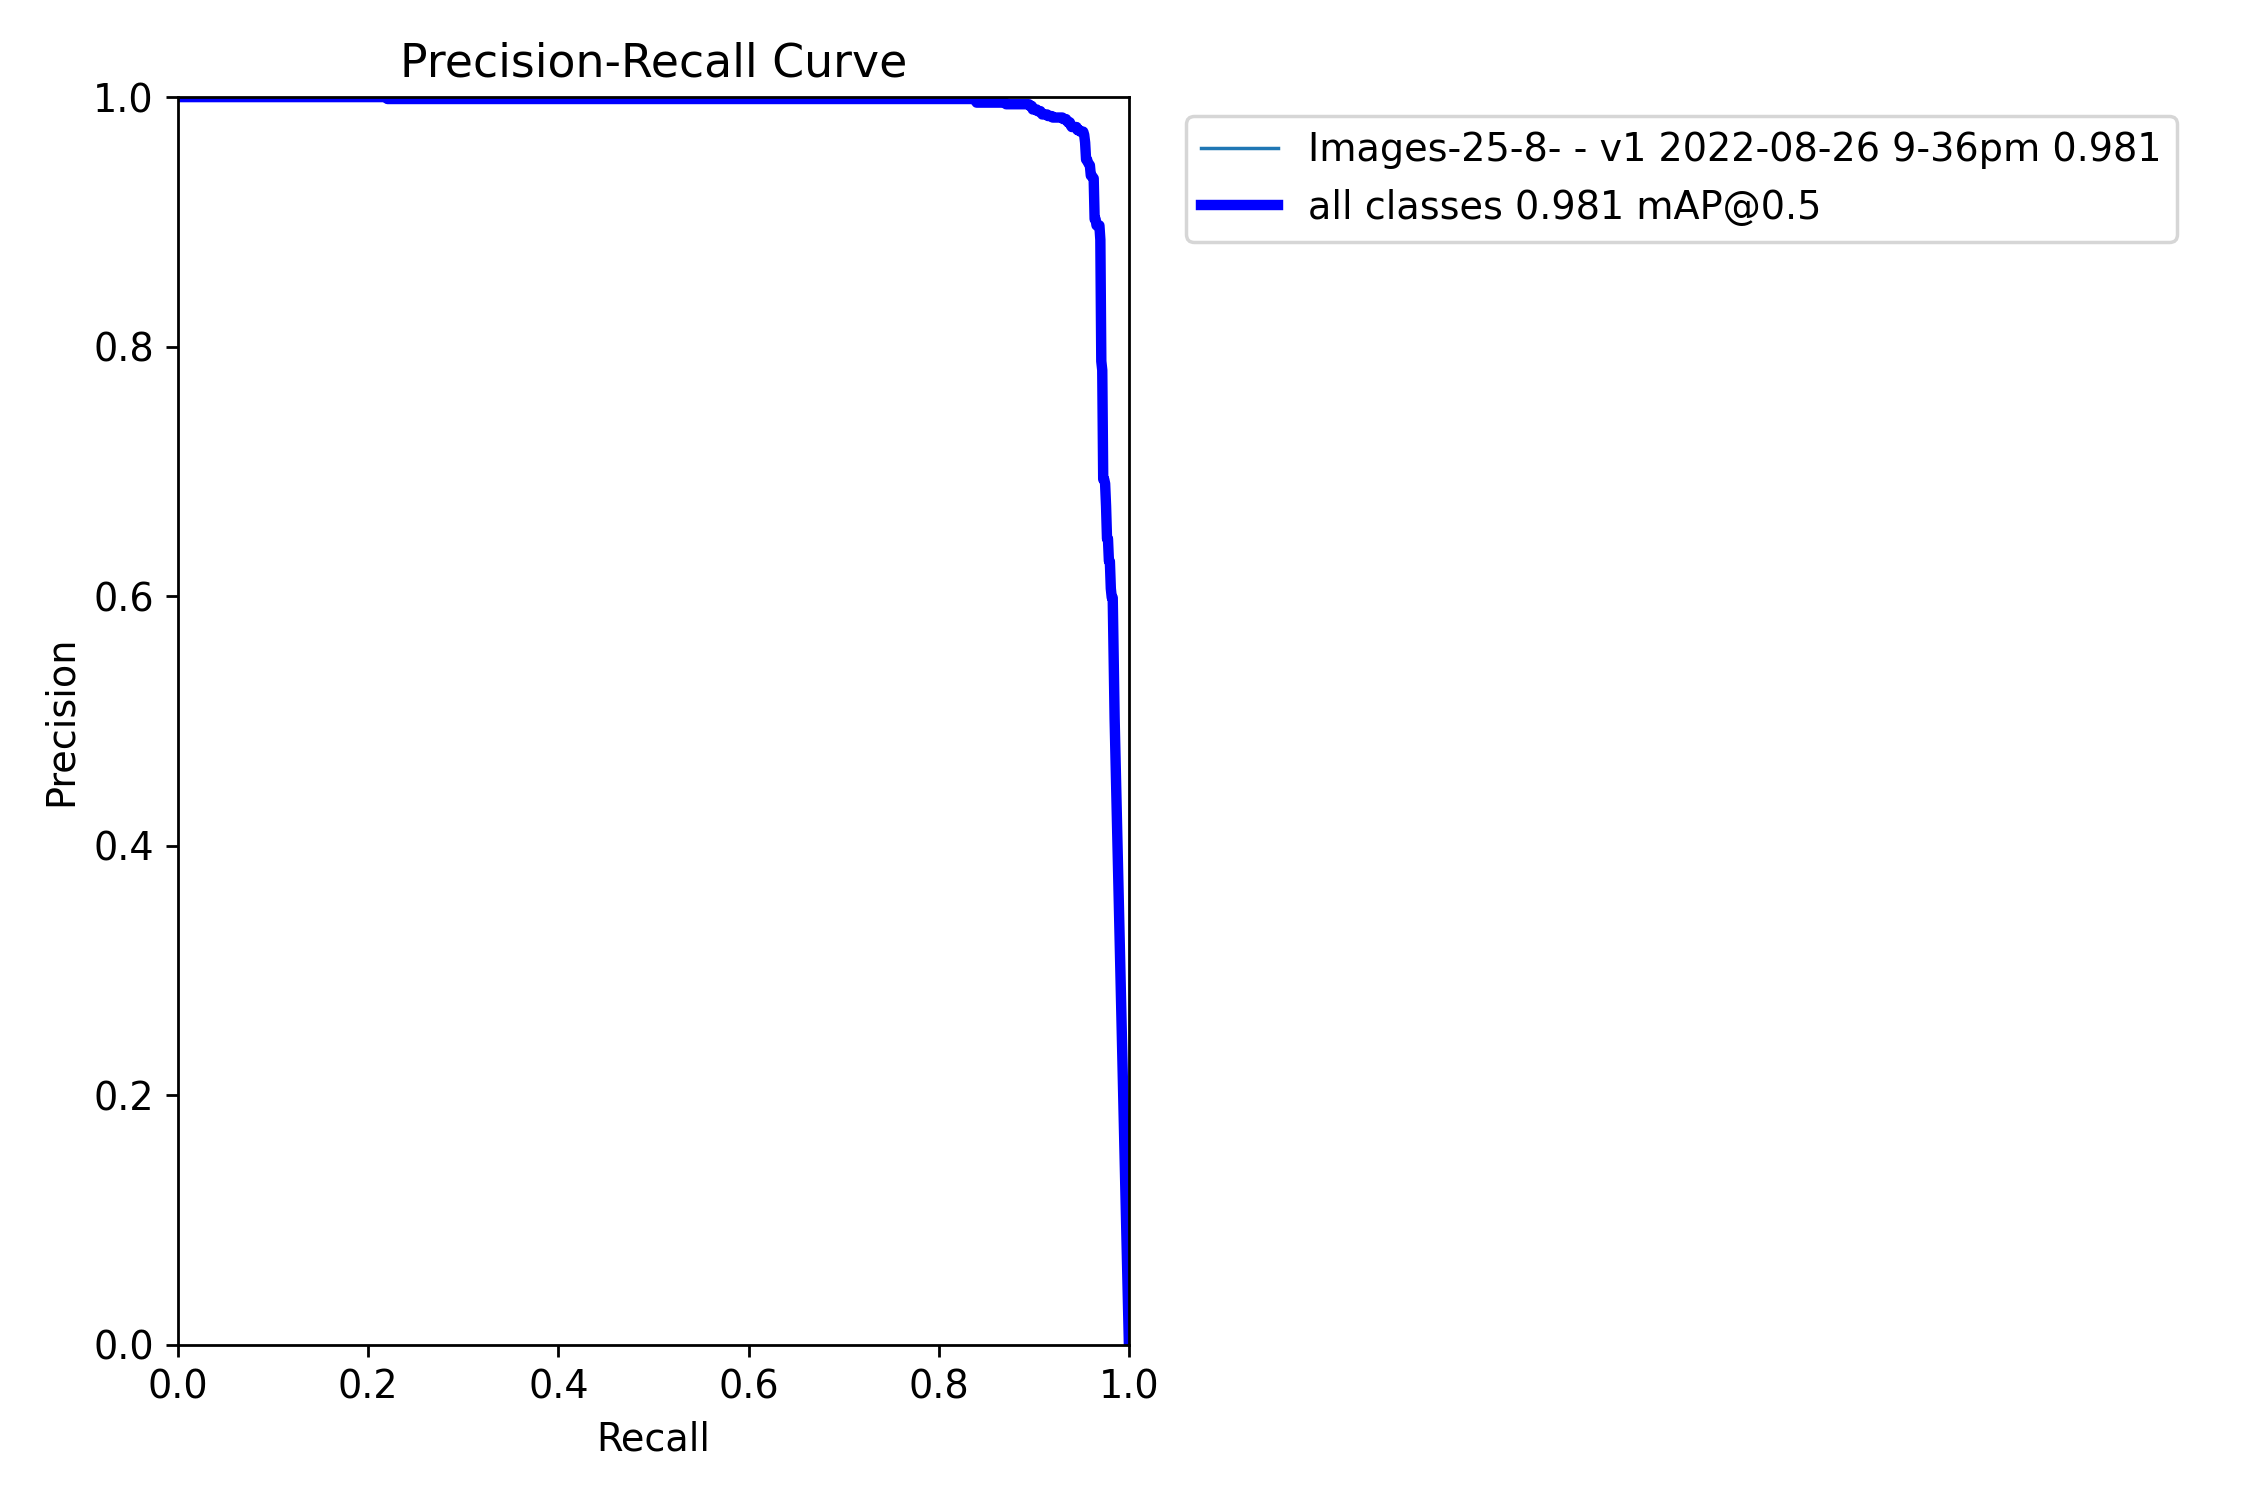 Precision-Recall Curve
1.0
0.8
0.6
0.4
0.2
0.0
Precision
0.0 0.2 0.4 0.6 0.8 1.0
Recall
Images-25-8- - v1 2022-08-26 9-36pm 0.981
all classes 0.981 mAP@0.5